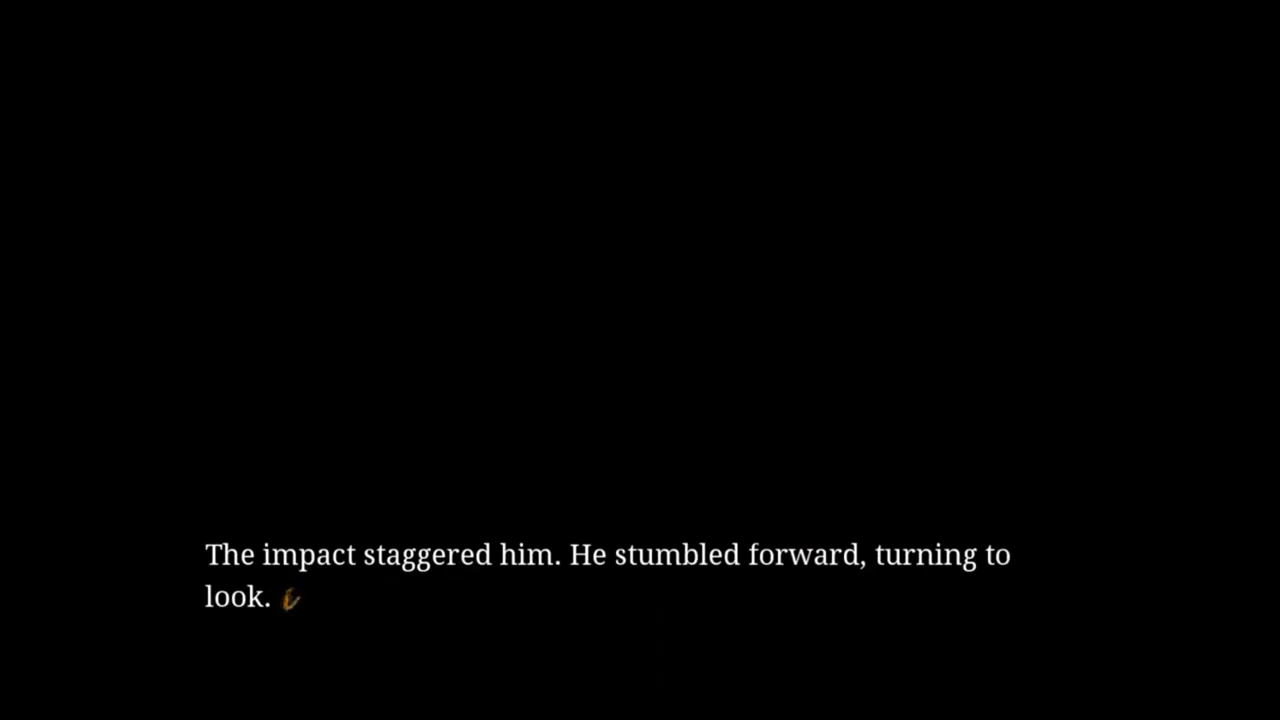 The impact staggered him. He stumbled forward, turning to
look.